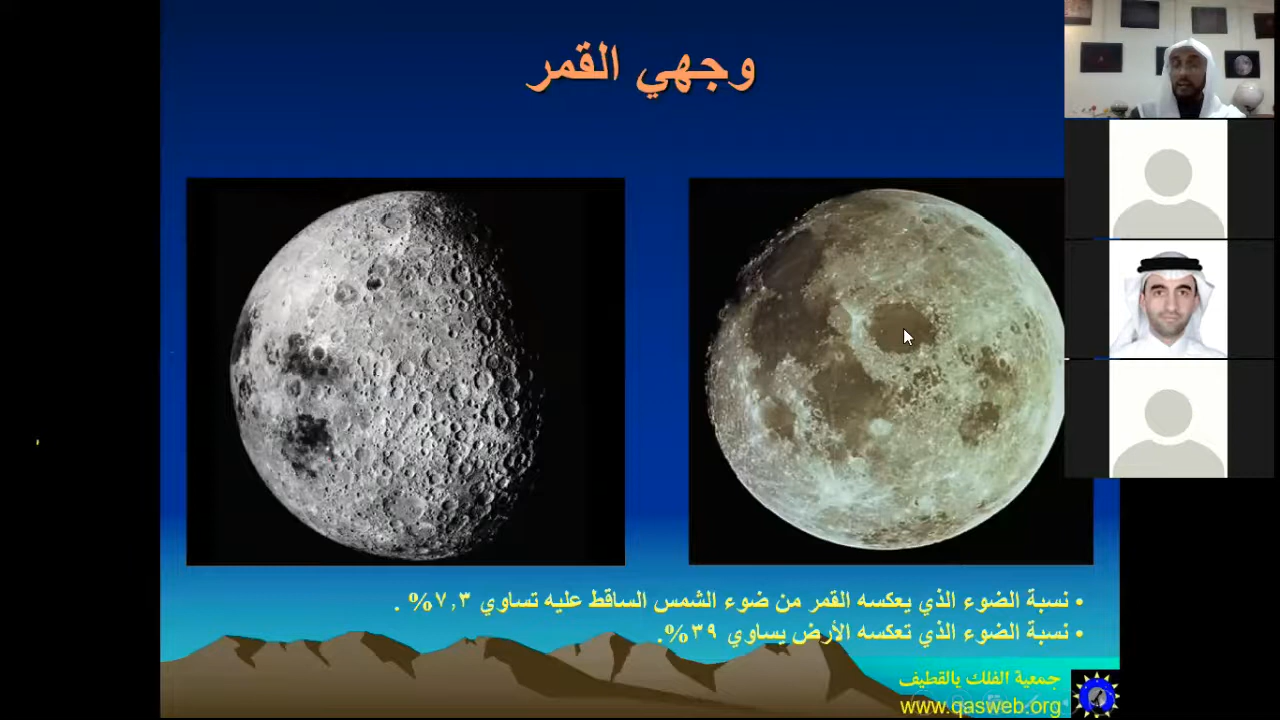 وجهي القمر
• نسبة الضوء الذي يعكسه القمر من ضوء الشمس الساقط عليه تساوي ٧,٣% .
• نسبة الضوء الذي تعكسه الأرض يساوي ٣٩%.
جمعية الفلك بالقطيف
www.qasweb.org